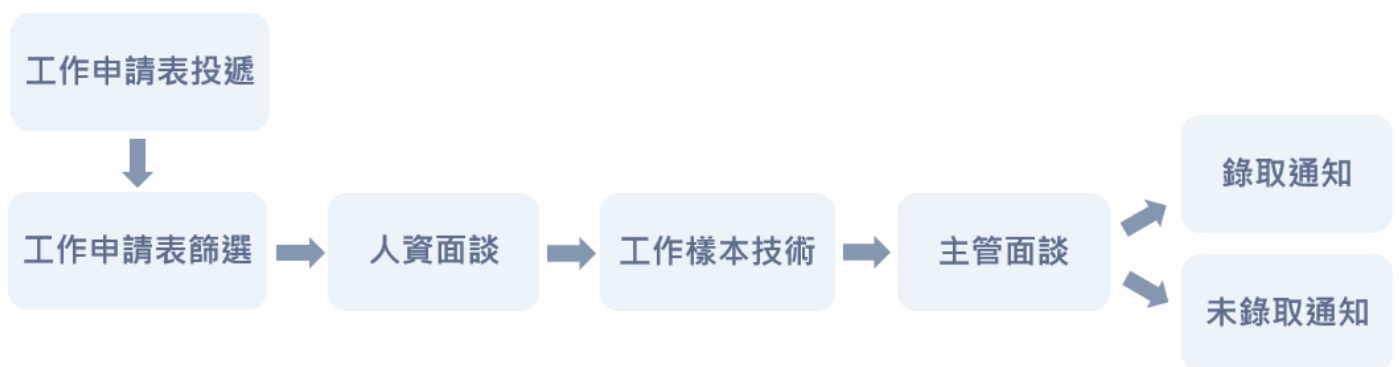 工作申請表投遞
工作申請表篩選
人資面談
工作樣本技術
主管面談
錄取通知
未錄取通知